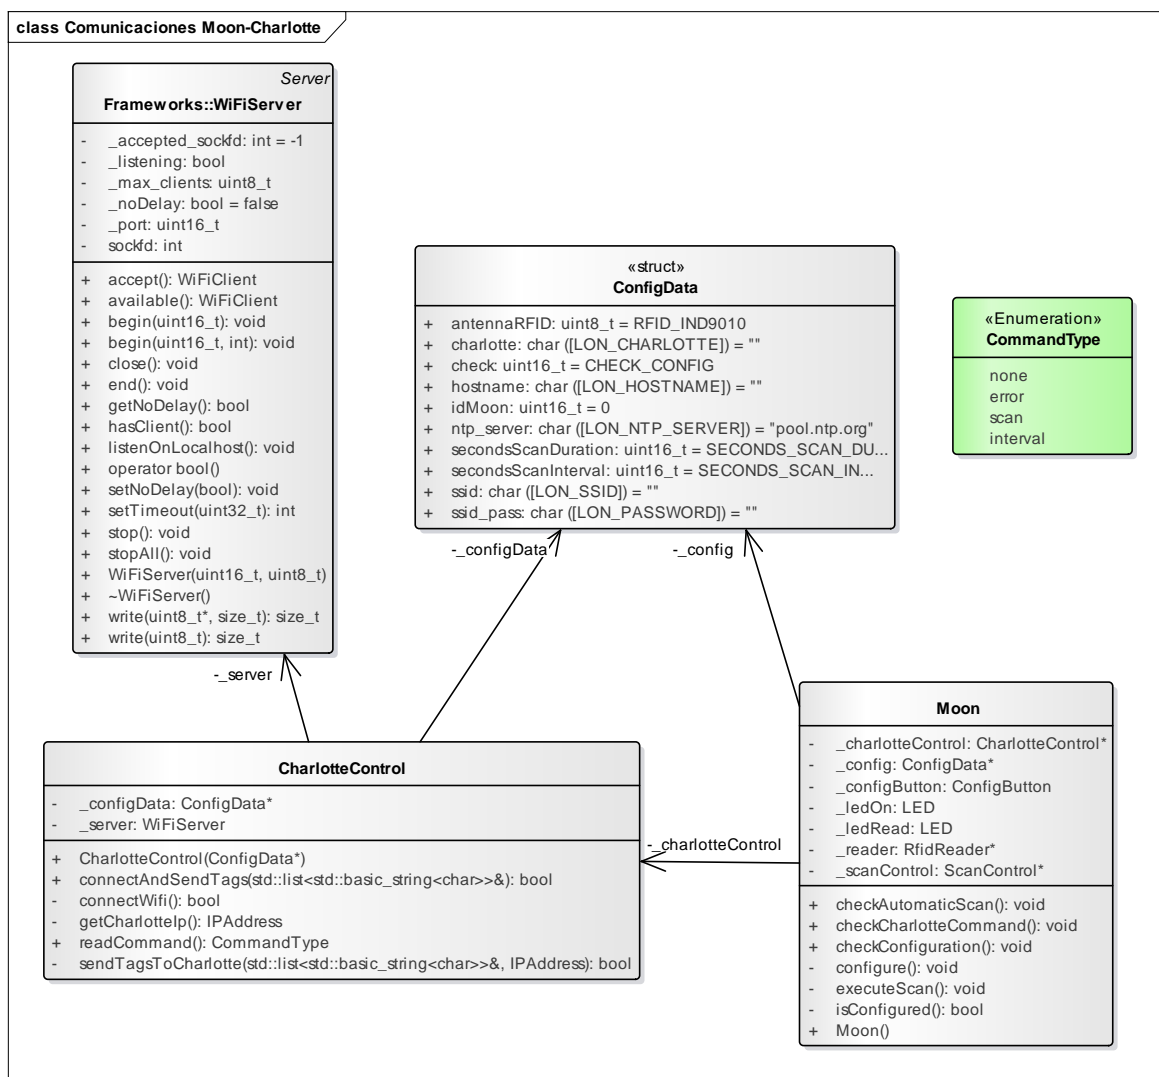 class Comunicaciones Moon-Charlotte
Server
Frameworks::WiFiServer
- _accepted_sockfd: int = -1
- _listening: bool
- _max_clients: uint8_t
- _noDelay: bool = false
- _port: uint16_t
- sockfd: int
+ accept(): WiFiClient
+ available(): WiFiClient
+ begin(uint16_t): void
+ begin(uint16_t, int): void
+ close(): void
+ end(): void
+ getNoDelay(): bool
+ hasClient(): bool
+ listenOnLocalhost(): void
+ operator bool()
+ setNoDelay(bool): void
+ setTimeout(uint32_t): int
+ stop(): void
+ stopAll(): void
+ WiFiServer(uint16_t, uint8_t)
+ ~WiFiServer()
+ write(uint8_t*, size_t): size_t
+ write(uint8_t): size_t
«struct»
ConfigData
+ antennaRFID: uint8_t = RFID_IND9010
+ charlotte: char ([LON_CHARLOTTE]) = ""
+ check: uint16_t = CHECK_CONFIG
+ hostname: char ([LON_HOSTNAME]) = ""
+ idMoon: uint16_t = 0
+ ntp_server: char ([LON_NTP_SERVER]) = "pool.ntp.org"
+ secondsScanDuration: uint16_t = SECONDS_SCAN_DU...
+ secondsScanInterval: uint16_t = SECONDS_SCAN_IN...
+ ssid: char ([LON_SSID]) = ""
+ ssid_pass: char ([LON_PASSWORD]) = ""
«Enumeration»
CommandType
none
error
scan
interval
-_configData
-_config
-_server
CharlotteControl
- _configData: ConfigData*
- _server: WiFiServer
+ CharlotteControl(ConfigData*)
+ connectAndSendTags(std::list<std::basic_string<char>>&): bool
- connectWifi(): bool
- getCharlotteIp(): IPAddress
+ readCommand(): CommandType
- sendTagsToCharlotte(std::list<std::basic_string<char>>&, IPAddress): bool
-_charlotteControl
Moon
- _charlotteControl: CharlotteControl*
- _config: ConfigData*
- _configButton: ConfigButton
- _ledOn: LED
- _ledRead: LED
- _reader: RfidReader*
- _scanControl: ScanControl*
+ checkAutomaticScan(): void
+ checkCharlotteCommand(): void
+ checkConfiguration(): void
- configure(): void
- executeScan(): void
- isConfigured(): bool
+ Moon()